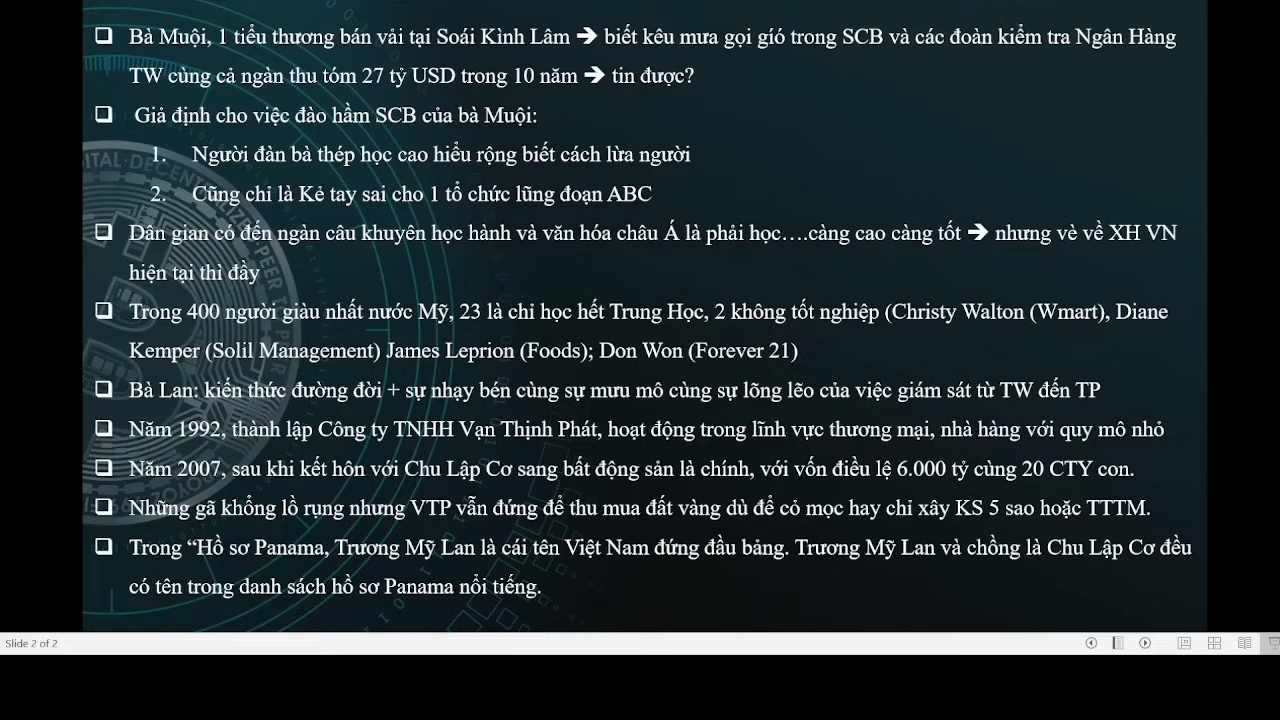 ❑ Bà Muội, 1 tiểu thương bán vải tại Soái Kình Lâm ➔ biết kêu mưa gọi gió trong SCB và các đoàn kiểm tra Ngân Hàng
TW cùng cả ngàn thu tóm 27 tỷ USD trong 10 năm ➔ tin được?
❑ Giả định cho việc đào hầm SCB của bà Muội:
1. Người đàn bà thép học cao hiểu rộng biết cách lừa người
2. Cũng chỉ là Kẻ tay sai cho 1 tổ chức lũng đoạn ABC
❑ Dân gian có đến ngàn câu khuyên học hành và văn hóa châu Á là phải học….càng cao càng tốt ➔ nhưng vè về XH VN
hiện tại thì đầy
❑ Trong 400 người giàu nhất nước Mỹ, 23 là chỉ học hết Trung Học, 2 không tốt nghiệp (Christy Walton (Wmart), Diane
Kemper (Solil Management) James Leprion (Foods); Don Won (Forever 21)
❑ Bà Lan: kiến thức đường đời + sự nhạy bén cùng sự mưu mô cùng sự lõng lẽo của việc giám sát từ TW đến TP
❑ Năm 1992, thành lập Công ty TNHH Vạn Thịnh Phát, hoạt động trong lĩnh vực thương mại, nhà hàng với quy mô nhỏ
❑ Năm 2007, sau khi kết hôn với Chu Lập Cơ sang bất động sản là chính, với vốn điều lệ 6.000 tỷ cùng 20 CTY con.
❑ Những gã khổng lồ rụng nhưng VTP vẫn đứng để thu mua đất vàng dù để cỏ mọc hay chỉ xây KS 5 sao hoặc TTTM.
❑ Trong “Hồ sơ Panama, Trương Mỹ Lan là cái tên Việt Nam đứng đầu bảng. Trương Mỹ Lan và chồng là Chu Lập Cơ đều
có tên trong danh sách hồ sơ Panama nổi tiếng.
Slide 2 of 2